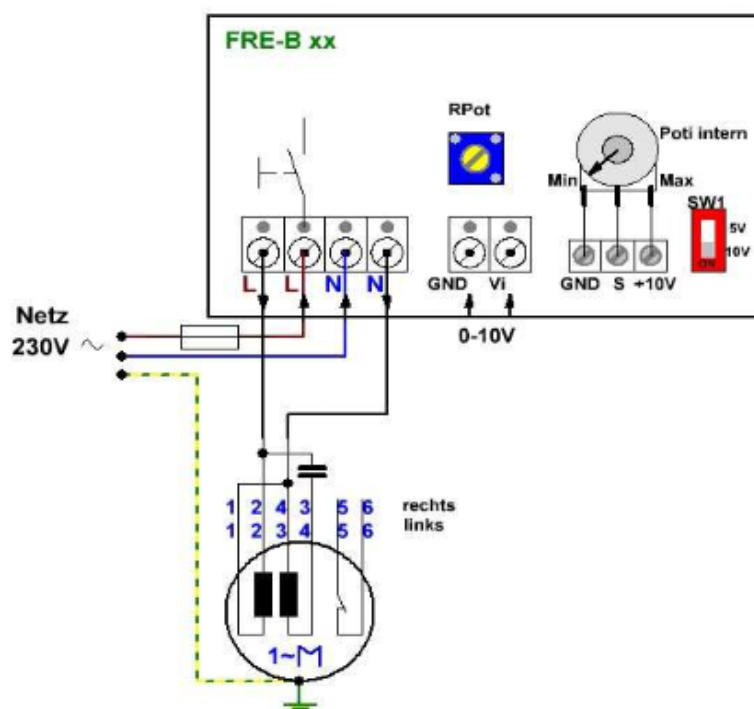 FRE-B xx
RPot
Poti intern
Min
Max
SW1
5V
10V
ON
L L N N
GND Vi
GND S +10V
0-10V
Netz
230V ~
1 2 4 3 5 6 rechts
1 2 3 4 5 6 links
1~M